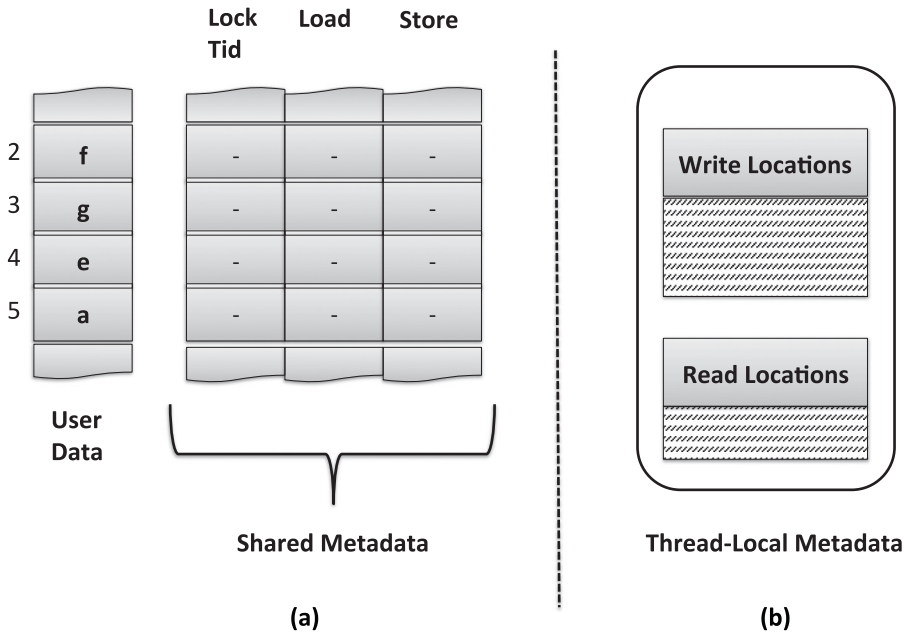 Lock Load Store
Tid
2 f - - -
3 g - - -
4 e - - -
5 a - - -
User
Data
Shared Metadata
(a)
Write Locations
Read Locations
Thread-Local Metadata
(b)